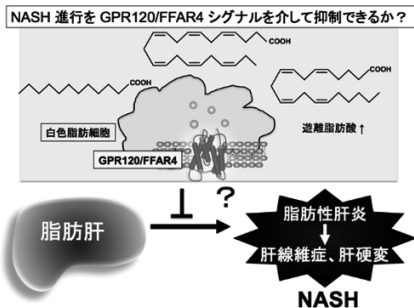 NASH 進行を GPR120/FFAR4 シグナルを介して抑制できるか？
COOH
COOH
COOH
白色脂肪細胞
遊離脂肪酸↑
GPR120/FFAR4
?
脂肪肝
脂肪性肝炎
↓
肝線維症、肝硬変
NASH